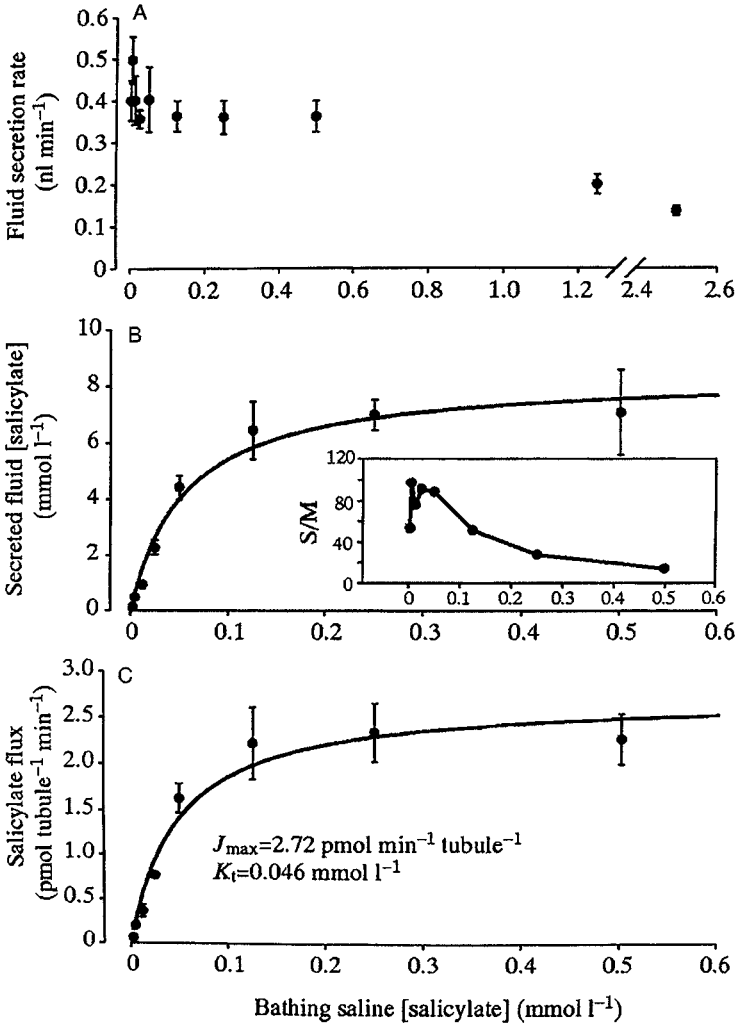 A
Fluid secretion rate
(nl min−1)
0.6
0.5
0.4
0.3
0.2
0.1
0
0 0.2 0.4 0.6 0.8 1.0 1.2 2.4 2.6
B
Secreted fluid [salicylate]
(mmol l−1)
10
8
6
4
2
0
0 0.1 0.2 0.3 0.4 0.5 0.6
S/M
120
80
40
0
0 0.1 0.2 0.3 0.4 0.5 0.6
C
Salicylate flux
(pmol tubule−1 min−1)
3.0
2.5
2.0
1.5
1.0
0.5
0
Jmax=2.72 pmol min−1 tubule−1
Kt=0.046 mmol l−1
0 0.1 0.2 0.3 0.4 0.5 0.6
Bathing saline [salicylate] (mmol l−1)